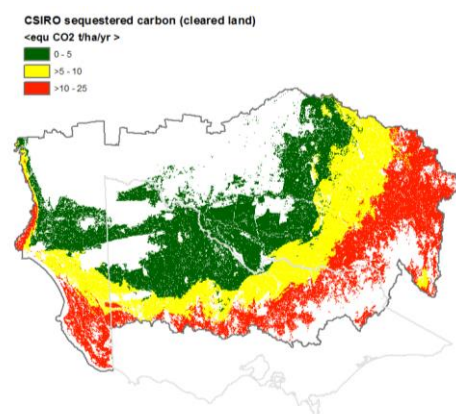 CSIRO sequestered carbon (cleared land)
<equ CO2 t/ha/yr >
0 - 5
>5 - 10
>10 - 25